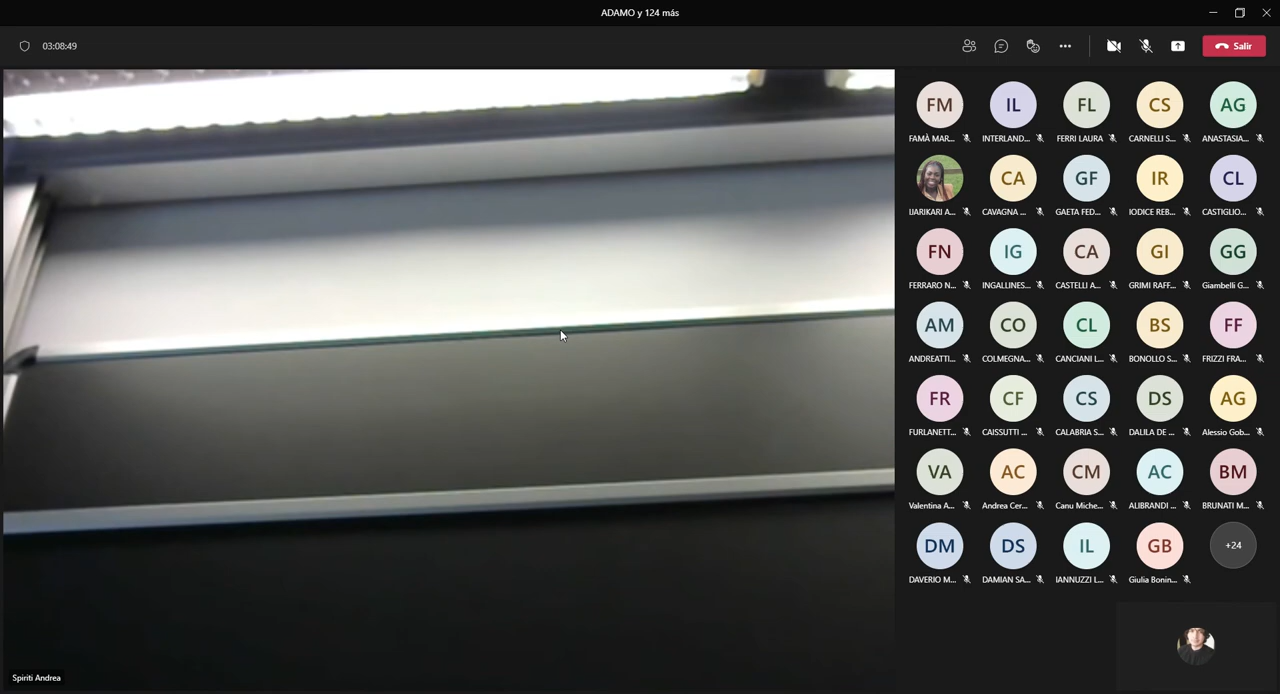 ADAMO y 124 más
03:08:49
Salir
FM IL FL CS AG
FAMÀ MAR... INTERLAND... FERRI LAURA CARNELLI S... ANASTASIA...
CA GF IR CL
IJARIKARI A... CAVAGNA ... GAETA FED... IODICE REB... CASTIGLIO...
FN IG CA GI GG
FERRARO N... INGALLINES... CASTELLI A... GRIMI RAFF... Giambelli G...
AM CO CL BS FF
ANDREATTI... COLMEGNA... CANCIANI L... BONOLLO S... FRIZZI FRA...
FR CF CS DS AG
FURLANETT... CAISSUTTI ... CALABRIA S... DALILA DE ... Alessio Gob...
VA AC CM AC BM
Valentina A... Andrea Cer... Canu Miche... ALIBRANDI ... BRUNATI M...
DM DS IL GB +24
DAVERIO M... DAMIAN SA... IANNUZZI L... Giulia Bonin...
Spiriti Andrea